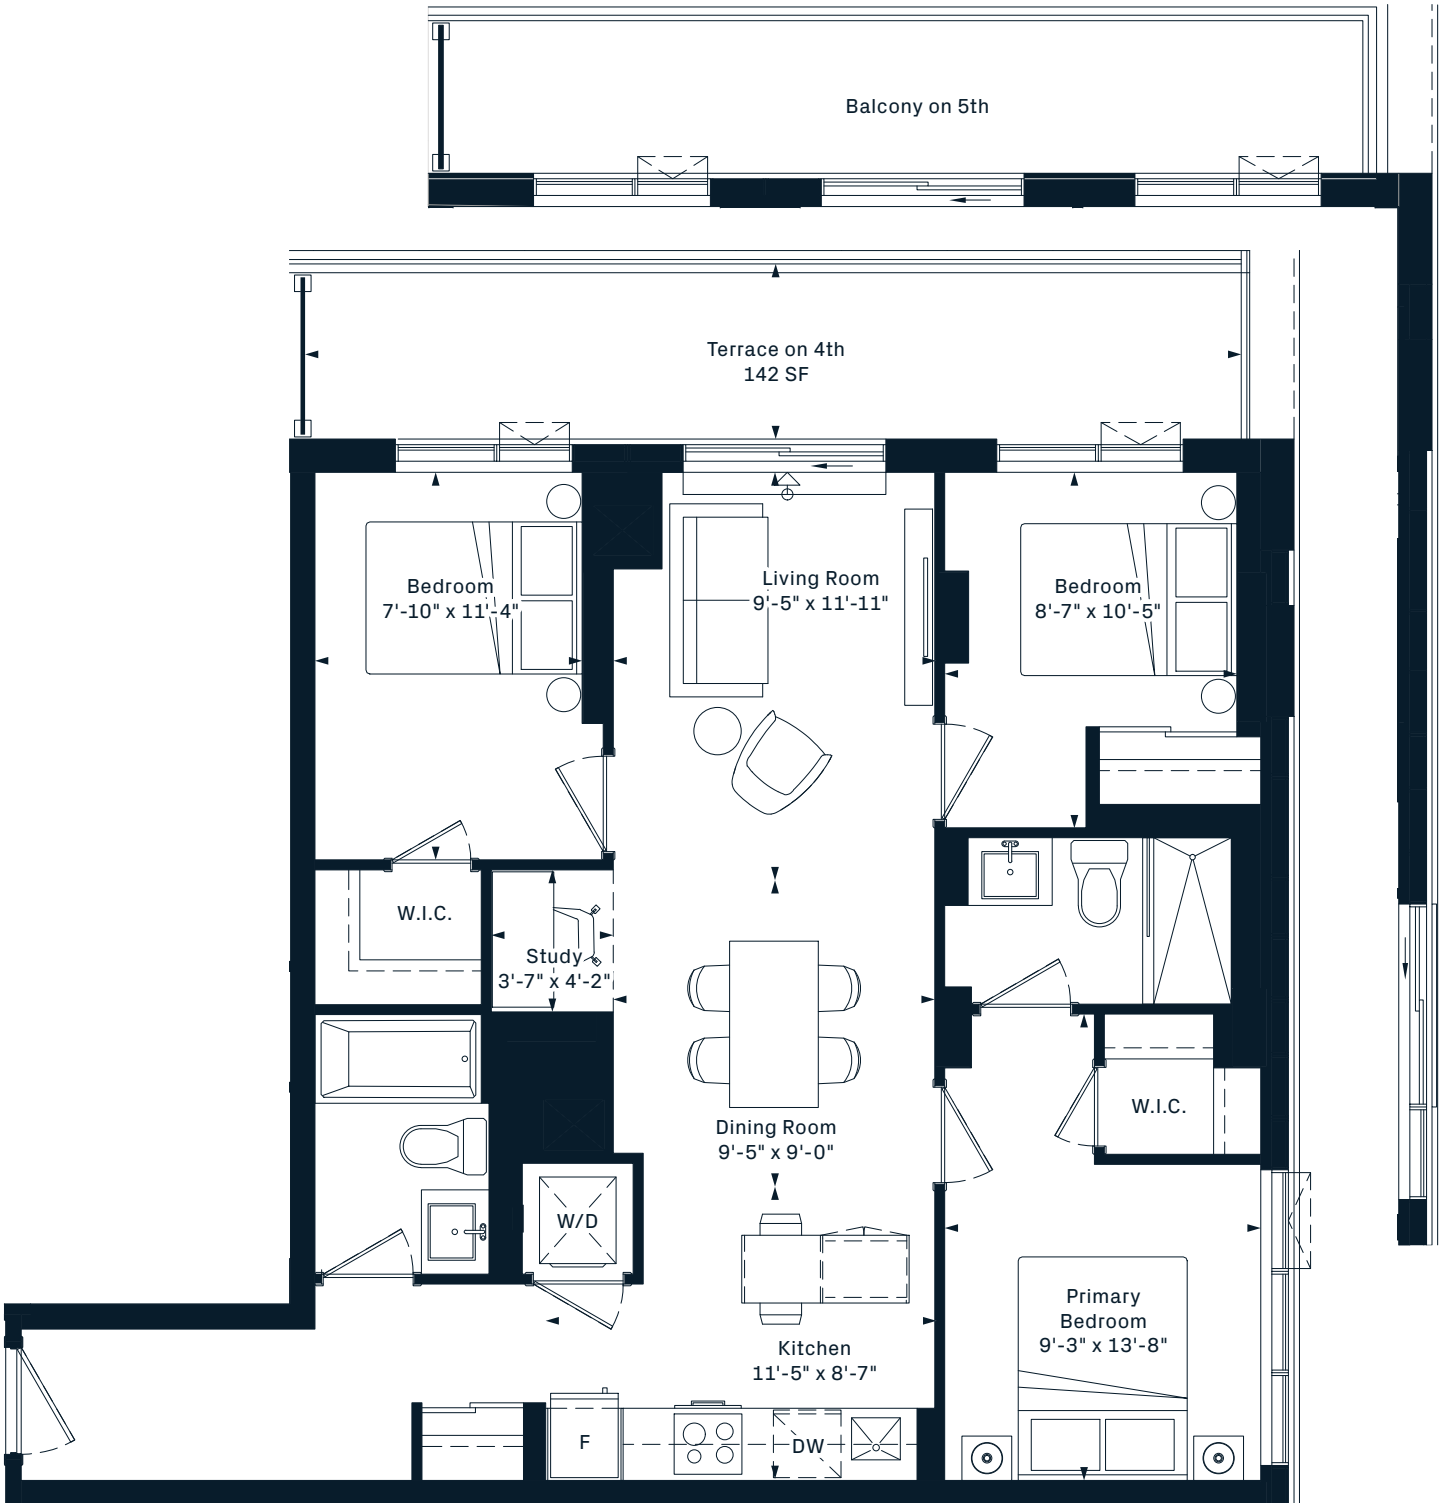 Balcony on 5th
Terrace on 4th
142 SF
Bedroom
7'-10" x 11'-4"
Living Room
9'-5" x 11'-11"
Bedroom
8'-7" x 10'-5"
W.I.C.
Study
3'-7" x 4'-2"
W.I.C.
Dining Room
9'-5" x 9'-0"
W/D
Primary
Bedroom
9'-3" x 13'-8"
Kitchen
11'-5" x 8'-7"
F
DW